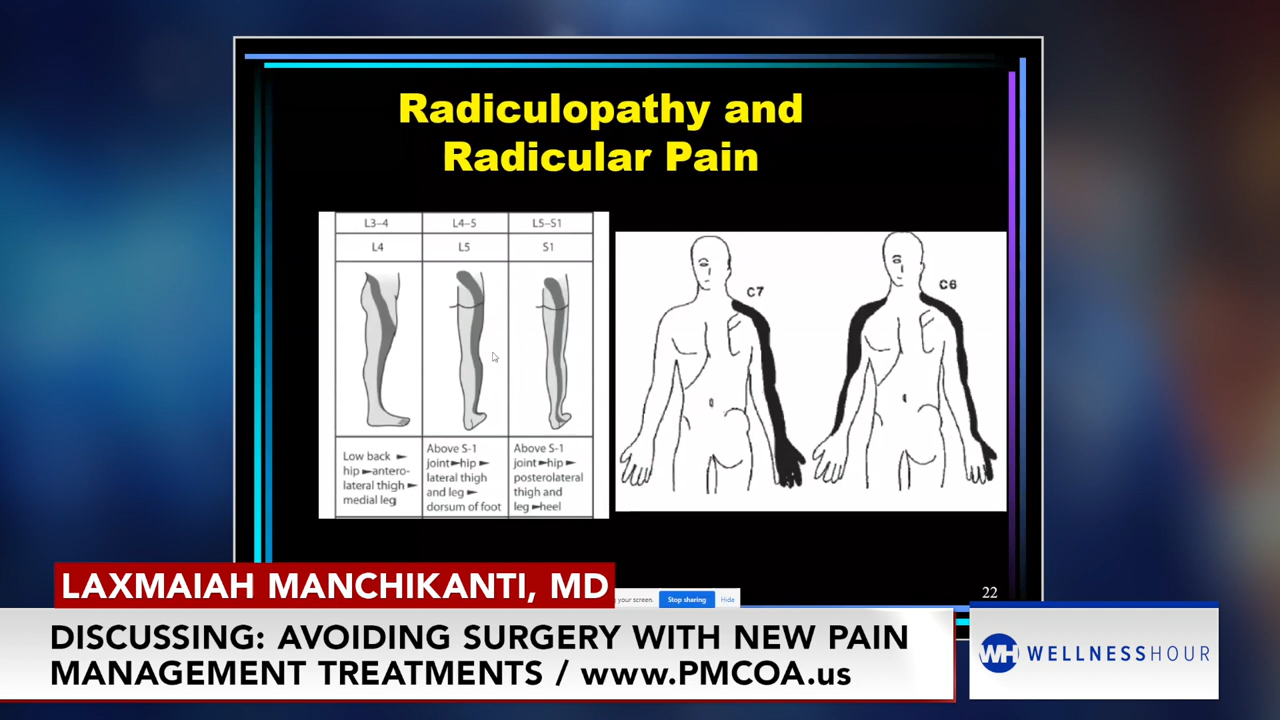 Radiculopathy and
Radicular Pain
L3–4 L4–5 L5–S1
L4 L5 S1
Low back ►
hip ►antero-
lateral thigh ►
medial leg
Above S-1
joint►hip ►
lateral thigh
and leg ►
dorsum of foot
Above S-1
joint►hip ►
posterolateral
thigh and
leg ►heel
C7
C6
LAXMAIAH MANCHIKANTI, MD
your screen. Stop sharing Hide
22
DISCUSSING: AVOIDING SURGERY WITH NEW PAIN
MANAGEMENT TREATMENTS / www.PMCOA.us
WH WELLNESSHOUR